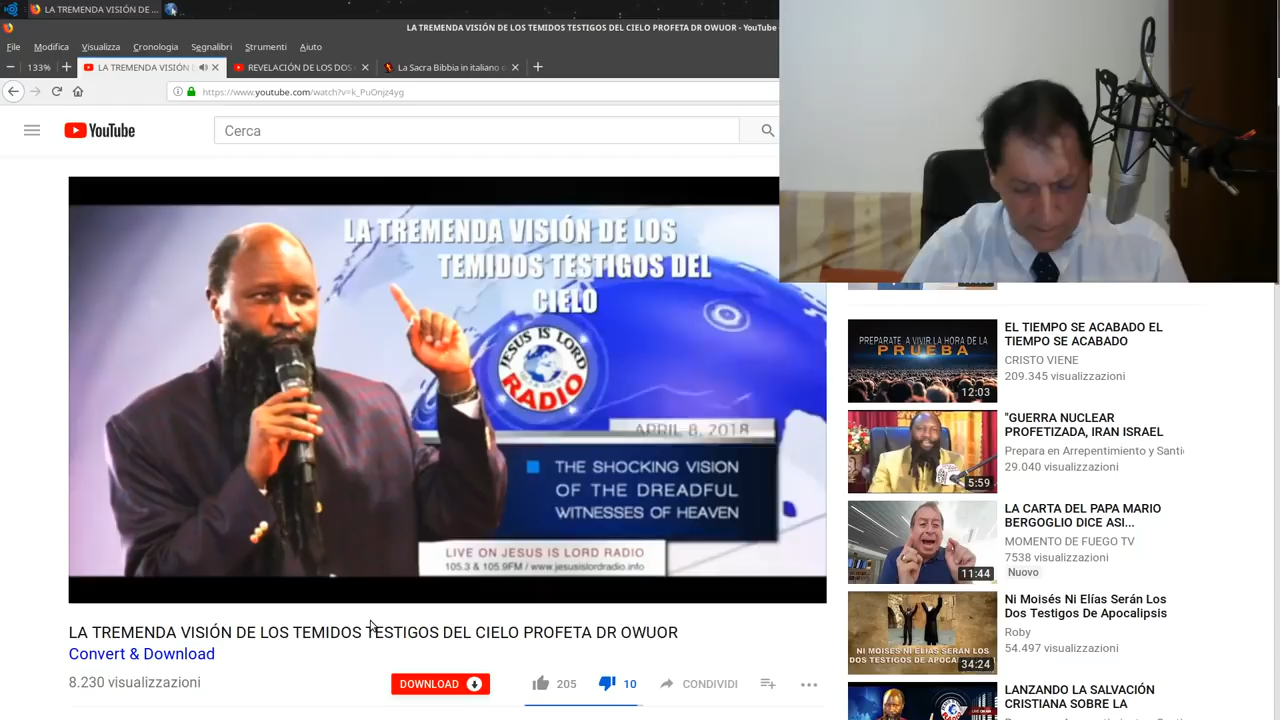 LA TREMENDA VISIÓN DE ...
LA TREMENDA VISIÓN DE LOS TEMIDOS TESTIGOS DEL CIELO PROFETA DR OWUOR - YouTube -
File Modifica Visualizza Cronologia Segnalibri Strumenti Aiuto
133% LA TREMENDA VISIÓN REVELACIÓN DE LOS DOS La Sacra Bibbia in italiano
https://www.youtube.com/watch?v=k_PuOnjz4yg
YouTube
Cerca
LA TREMENDA VISIÓN DE LOS
TEMIDOS TESTIGOS DEL
CIELO
JESUS IS LORD
RADIO
APRIL 8, 2018
THE SHOCKING VISION
OF THE DREADFUL
WITNESSES OF HEAVEN
LIVE ON JESUS IS LORD RADIO
105.3 & 105.9FM / www.jesusislordradio.info
LA TREMENDA VISIÓN DE LOS TEMIDOS TESTIGOS DEL CIELO PROFETA DR OWUOR
Convert & Download
8.230 visualizzazioni
DOWNLOAD
205
10
CONDIVIDI
PREPARATE A VIVIR LA HORA DE LA
PRUEBA
12:03
EL TIEMPO SE ACABADO EL
TIEMPO SE ACABADO
CRISTO VIENE
209.345 visualizzazioni
5:59
"GUERRA NUCLEAR
PROFETIZADA, IRAN ISRAEL
Prepara en Arrepentimiento y Santi
29.040 visualizzazioni
11:44
LA CARTA DEL PAPA MARIO
BERGOGLIO DICE ASI...
MOMENTO DE FUEGO TV
7538 visualizzazioni
Nuovo
NI MOISES NI ELIAS SERAN LOS
DOS TESTIGOS DE
34:24
Ni Moisés Ni Elías Serán Los
Dos Testigos De Apocalipsis
Roby
54.497 visualizzazioni
LANZANDO LA SALVACIÓN
CRISTIANA SOBRE LA